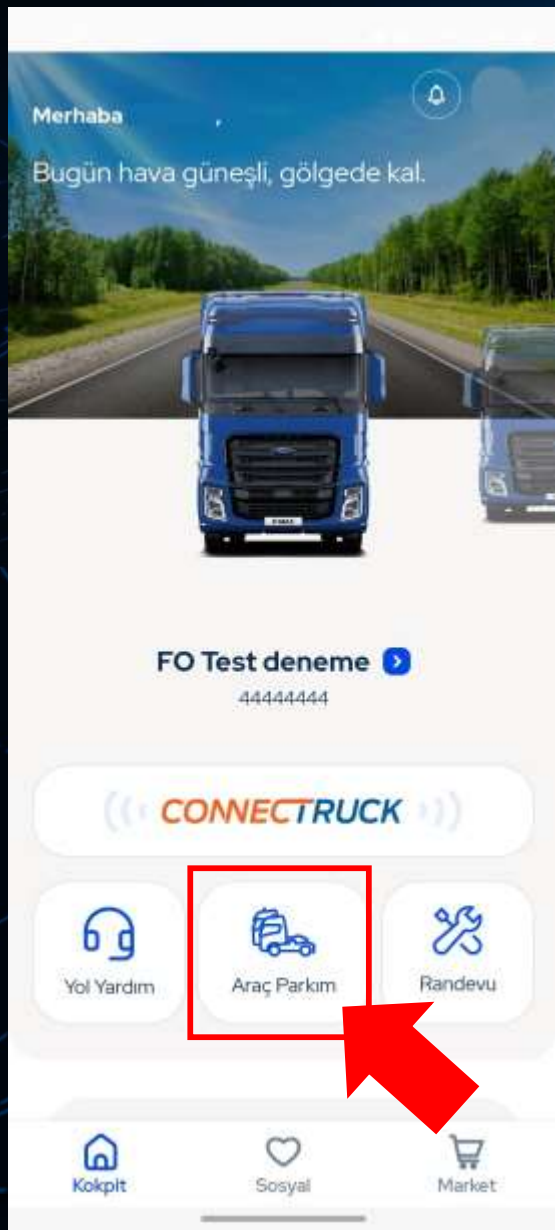 Merhaba
Bugün hava güneşli, gölgede kal.
FO Test deneme
44444444
CONNECTRUCK
Yol Yardım
Araç Parkım
Randevu
Kokpit
Sosyal
Market